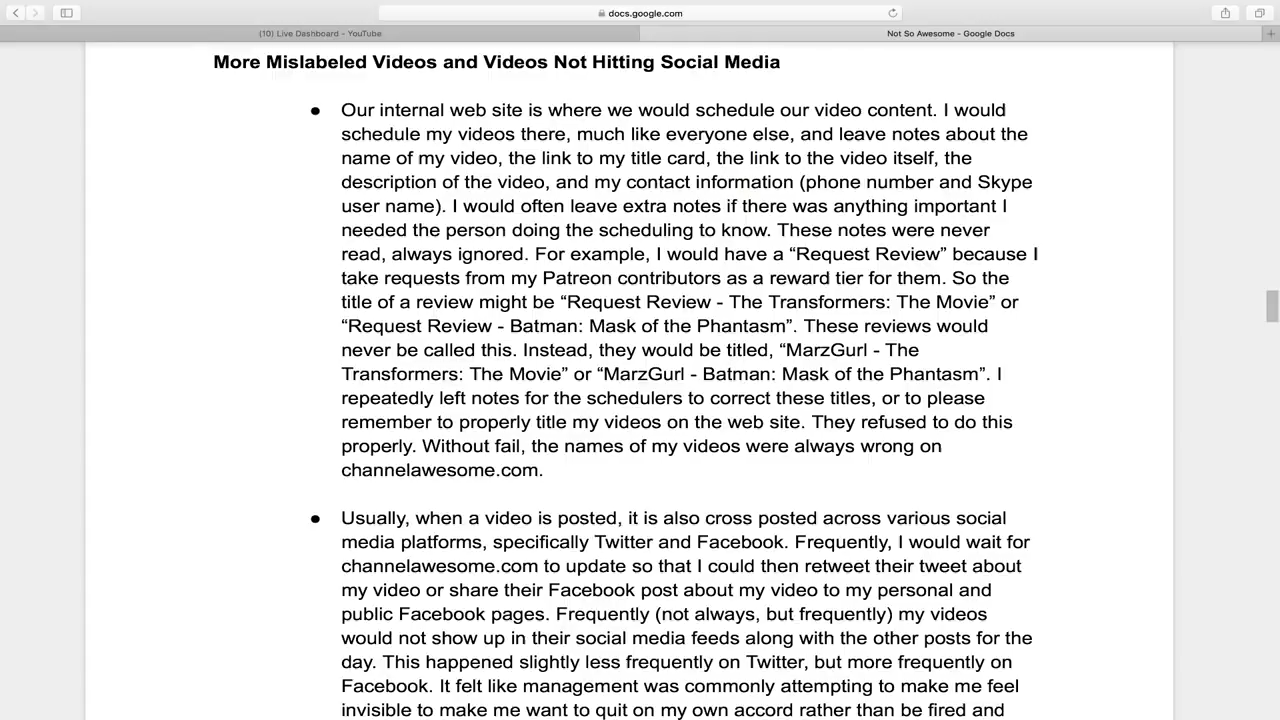 docs.google.com
(10) Live Dashboard - YouTube
Not So Awesome - Google Docs
More Mislabeled Videos and Videos Not Hitting Social Media
● Our internal web site is where we would schedule our video content. I would
schedule my videos there, much like everyone else, and leave notes about the
name of my video, the link to my title card, the link to the video itself, the
description of the video, and my contact information (phone number and Skype
user name). I would often leave extra notes if there was anything important I
needed the person doing the scheduling to know. These notes were never
read, always ignored. For example, I would have a “Request Review” because I
take requests from my Patreon contributors as a reward tier for them. So the
title of a review might be “Request Review - The Transformers: The Movie” or
“Request Review - Batman: Mask of the Phantasm”. These reviews would
never be called this. Instead, they would be titled, “MarzGurl - The
Transformers: The Movie” or “MarzGurl - Batman: Mask of the Phantasm”. I
repeatedly left notes for the schedulers to correct these titles, or to please
remember to properly title my videos on the web site. They refused to do this
properly. Without fail, the names of my videos were always wrong on
channelawesome.com.
● Usually, when a video is posted, it is also cross posted across various social
media platforms, specifically Twitter and Facebook. Frequently, I would wait for
channelawesome.com to update so that I could then retweet their tweet about
my video or share their Facebook post about my video to my personal and
public Facebook pages. Frequently (not always, but frequently) my videos
would not show up in their social media feeds along with the other posts for the
day. This happened slightly less frequently on Twitter, but more frequently on
Facebook. It felt like management was commonly attempting to make me feel
invisible to make me want to quit on my own accord rather than be fired and